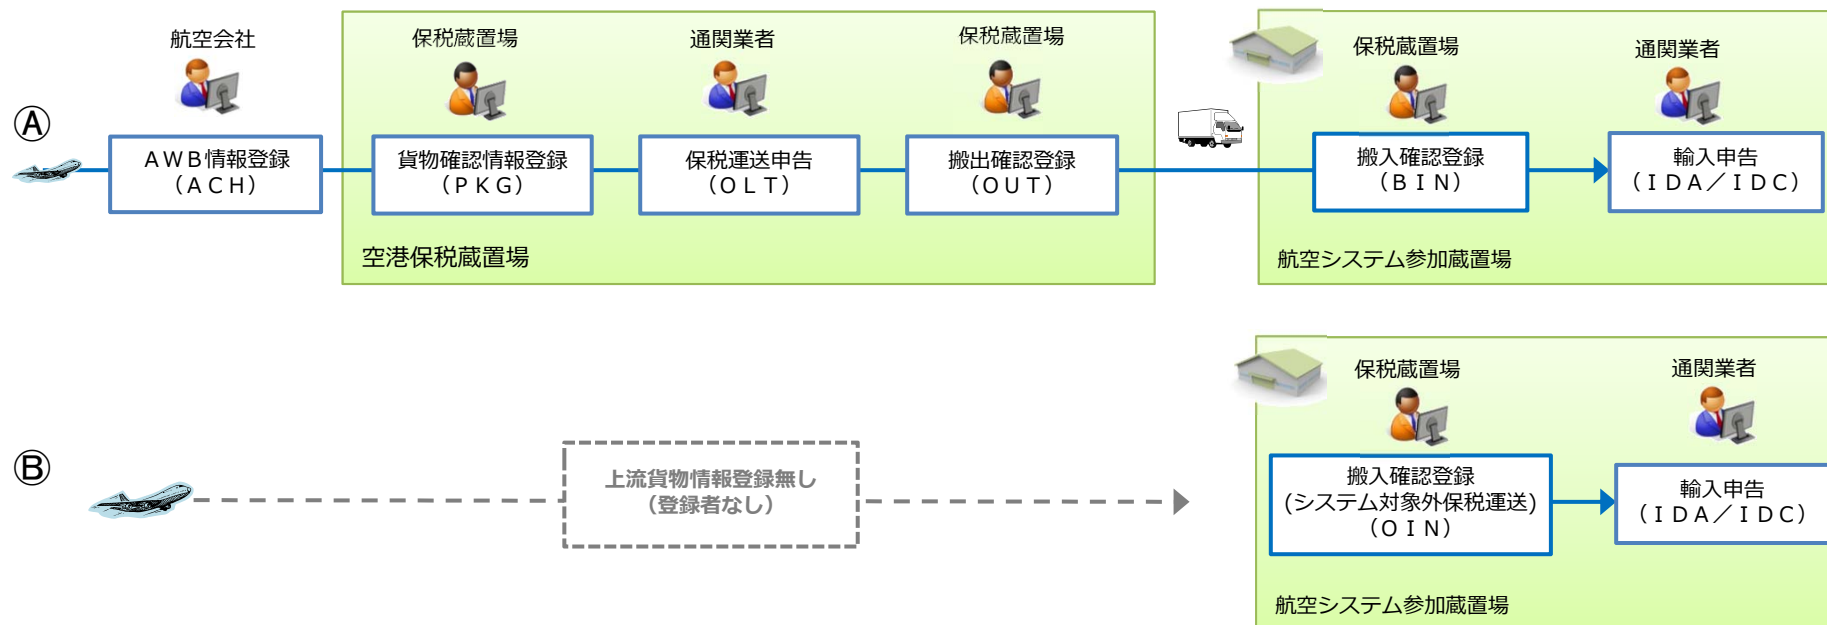 Ⓐ
航空会社
ＡＷＢ情報登録
（ＡＣＨ）
保税蔵置場
貨物確認情報登録
（ＰＫＧ）
通関業者
保税運送申告
（ＯＬＴ）
保税蔵置場
搬出確認登録
（ＯＵＴ）
空港保税蔵置場
保税蔵置場
搬入確認登録
（ＢＩＮ）
通関業者
輸入申告
（ＩＤＡ／ＩＤＣ）
航空システム参加蔵置場
Ⓑ
上流貨物情報登録無し
（登録者なし）
保税蔵置場
搬入確認登録
(システム対象外保税運送)
（ＯＩＮ）
通関業者
輸入申告
（ＩＤＡ／ＩＤＣ）
航空システム参加蔵置場